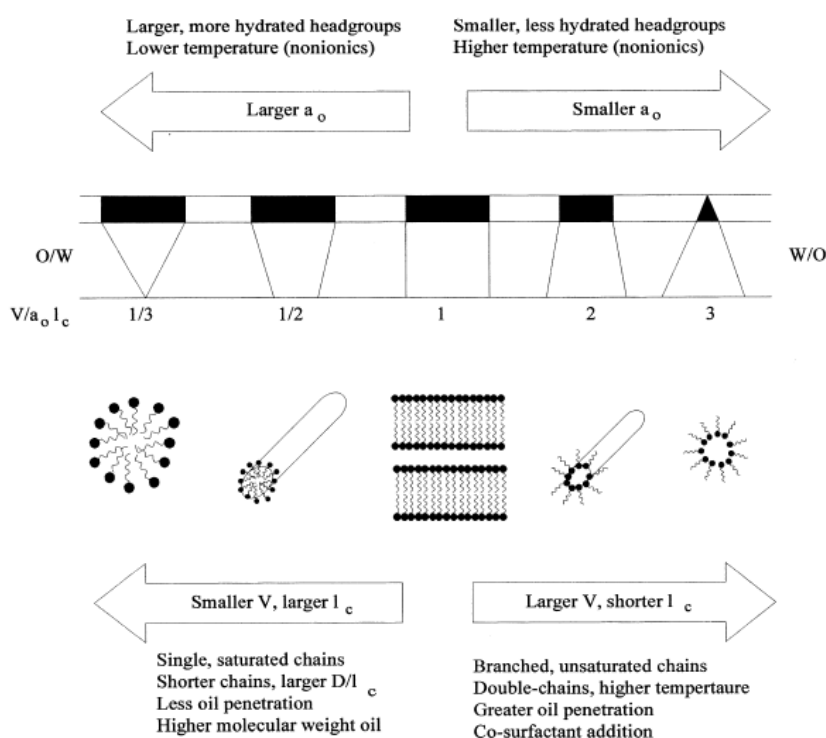 Larger, more hydrated headgroups
Lower temperature (nonionics)
Smaller, less hydrated headgroups
Higher temperature (nonionics)
Larger a o
Smaller a o
O/W
W/O
V/a o l c
1/3
1/2
1
2
3
Smaller V, larger l c
Larger V, shorter l c
Single, saturated chains
Shorter chains, larger D/l c
Less oil penetration
Higher molecular weight oil
Branched, unsaturated chains
Double-chains, higher tempertaure
Greater oil penetration
Co-surfactant addition